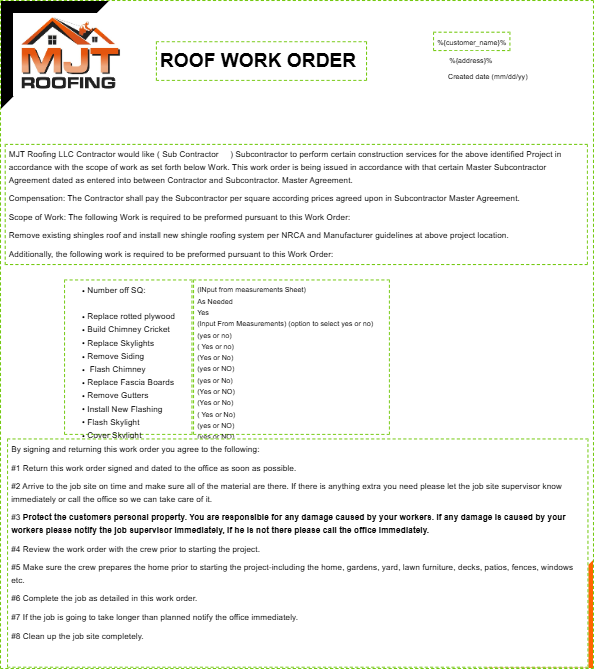 MJT
ROOFING
ROOF WORK ORDER
%{customer_name}%
%{address}%
Created date (mm/dd/yy)
MJT Roofing LLC Contractor would like ( Sub Contractor ) Subcontractor to perform certain construction services for the above identified Project in
accordance with the scope of work as set forth below Work. This work order is being issued in accordance with that certain Master Subcontractor
Agreement dated as entered into between Contractor and Subcontractor. Master Agreement.
Compensation: The Contractor shall pay the Subcontractor per square according prices agreed upon in Subcontractor Master Agreement.
Scope of Work: The following Work is required to be preformed pursuant to this Work Order:
Remove existing shingles roof and install new shingle roofing system per NRCA and Manufacturer guidelines at above project location.
Additionally, the following work is required to be preformed pursuant to this Work Order:
• Number off SQ:
• Replace rotted plywood
• Build Chimney Cricket
• Replace Skylights
• Remove Siding
• Flash Chimney
• Replace Fascia Boards
• Remove Gutters
• Install New Flashing
• Flash Skylight
• Cover Skylight
(INput from measurements Sheet)
As Needed
Yes
(Input From Measurements) (option to select yes or no)
(yes or no)
( Yes or no)
(Yes or No)
(yes or NO)
(yes or No)
(Yes or NO)
(Yes or No)
( Yes or No)
(yes or NO)
(yes or NO)
By signing and returning this work order you agree to the following:
#1 Return this work order signed and dated to the office as soon as possible.
#2 Arrive to the job site on time and make sure all of the material are there. If there is anything extra you need please let the job site supervisor know
immediately or call the office so we can take care of it.
#3 Protect the customers personal property. You are responsible for any damage caused by your workers. If any damage is caused by your
workers please notify the job supervisor immediately, if he is not there please call the office immediately.
#4 Review the work order with the crew prior to starting the project.
#5 Make sure the crew prepares the home prior to starting the project-including the home, gardens, yard, lawn furniture, decks, patios, fences, windows
etc.
#6 Complete the job as detailed in this work order.
#7 If the job is going to take longer than planned notify the office immediately.
#8 Clean up the job site completely.